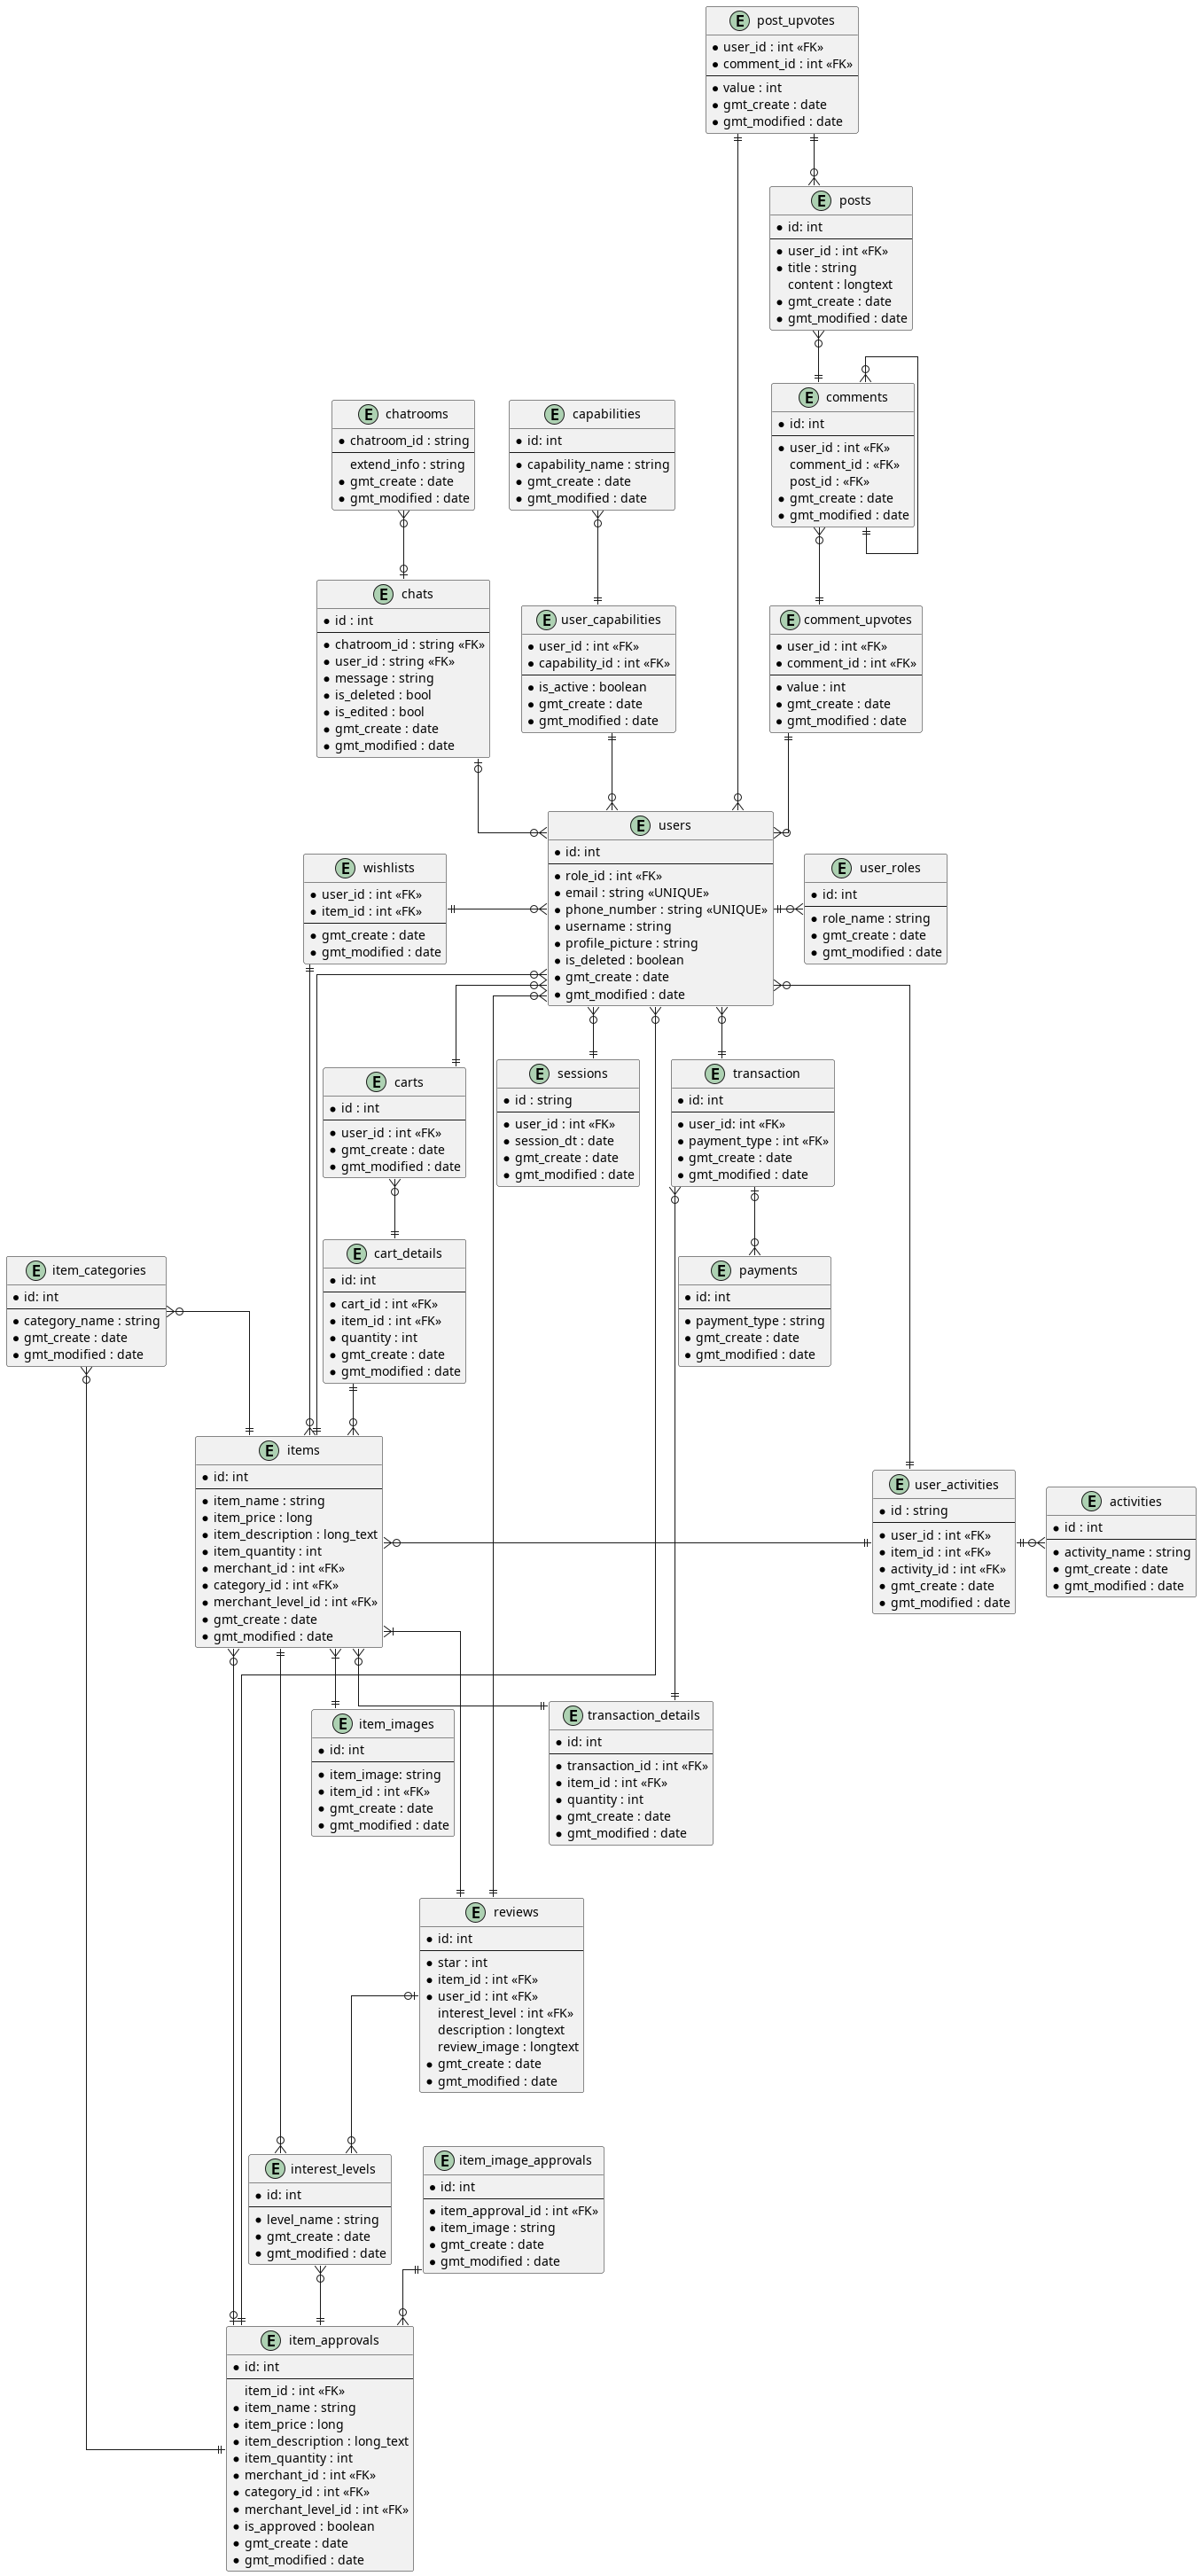 E post_upvotes
user_id : int «FK»
comment_id : int «FK»
value : int
gmt_create : date
gmt_modified : date
E posts
id: int
user_id : int «FK»
title : string
content : longtext
gmt_create : date
gmt_modified : date
E chatrooms
chatroom_id : string
extend_info : string
gmt_create : date
gmt_modified : date
E capabilities
id: int
capability_name : string
gmt_create : date
gmt_modified : date
E comments
id: int
user_id : int «FK»
comment_id : «FK»
post_id : «FK»
gmt_create : date
gmt_modified : date
E chats
id : int
chatroom_id : string «FK»
user_id : string «FK»
message : string
is_deleted : bool
is_edited : bool
gmt_create : date
gmt_modified : date
E user_capabilities
user_id : int «FK»
capability_id : int «FK»
is_active : boolean
gmt_create : date
gmt_modified : date
E comment_upvotes
user_id : int «FK»
comment_id : int «FK»
value : int
gmt_create : date
gmt_modified : date
E wishlists
user_id : int «FK»
item_id : int «FK»
gmt_create : date
gmt_modified : date
E users
id: int
role_id : int «FK»
email : string «UNIQUE»
phone_number : string «UNIQUE»
username : string
profile_picture : string
is_deleted : boolean
gmt_create : date
gmt_modified : date
E user_roles
id: int
role_name : string
gmt_create : date
gmt_modified : date
E carts
id : int
user_id : int «FK»
gmt_create : date
gmt_modified : date
E sessions
id : string
user_id : int «FK»
session_dt : date
gmt_create : date
gmt_modified : date
E transaction
id: int
user_id: int «FK»
payment_type : int «FK»
gmt_create : date
gmt_modified : date
E item_categories
id: int
category_name : string
gmt_create : date
gmt_modified : date
E cart_details
id: int
cart_id : int «FK»
item_id : int «FK»
quantity : int
gmt_create : date
gmt_modified : date
E payments
id: int
payment_type : string
gmt_create : date
gmt_modified : date
E items
id: int
item_name : string
item_price : long
item_description : long_text
item_quantity : int
merchant_id : int «FK»
category_id : int «FK»
merchant_level_id : int «FK»
gmt_create : date
gmt_modified : date
E user_activities
id : string
user_id : int «FK»
item_id : int «FK»
activity_id : int «FK»
gmt_create : date
gmt_modified : date
E activities
id : int
activity_name : string
gmt_create : date
gmt_modified : date
E item_images
id: int
item_image: string
item_id : int «FK»
gmt_create : date
gmt_modified : date
E transaction_details
id: int
transaction_id : int «FK»
item_id : int «FK»
quantity : int
gmt_create : date
gmt_modified : date
E reviews
id: int
star : int
item_id : int «FK»
user_id : int «FK»
interest_level : int «FK»
description : longtext
review_image : longtext
gmt_create : date
gmt_modified : date
E interest_levels
id: int
level_name : string
gmt_create : date
gmt_modified : date
E item_image_approvals
id: int
item_approval_id : int «FK»
item_image : string
gmt_create : date
gmt_modified : date
E item_approvals
id: int
item_id : int «FK»
item_name : string
item_price : long
item_description : long_text
item_quantity : int
merchant_id : int «FK»
category_id : int «FK»
merchant_level_id : int «FK»
is_approved : boolean
gmt_create : date
gmt_modified : date